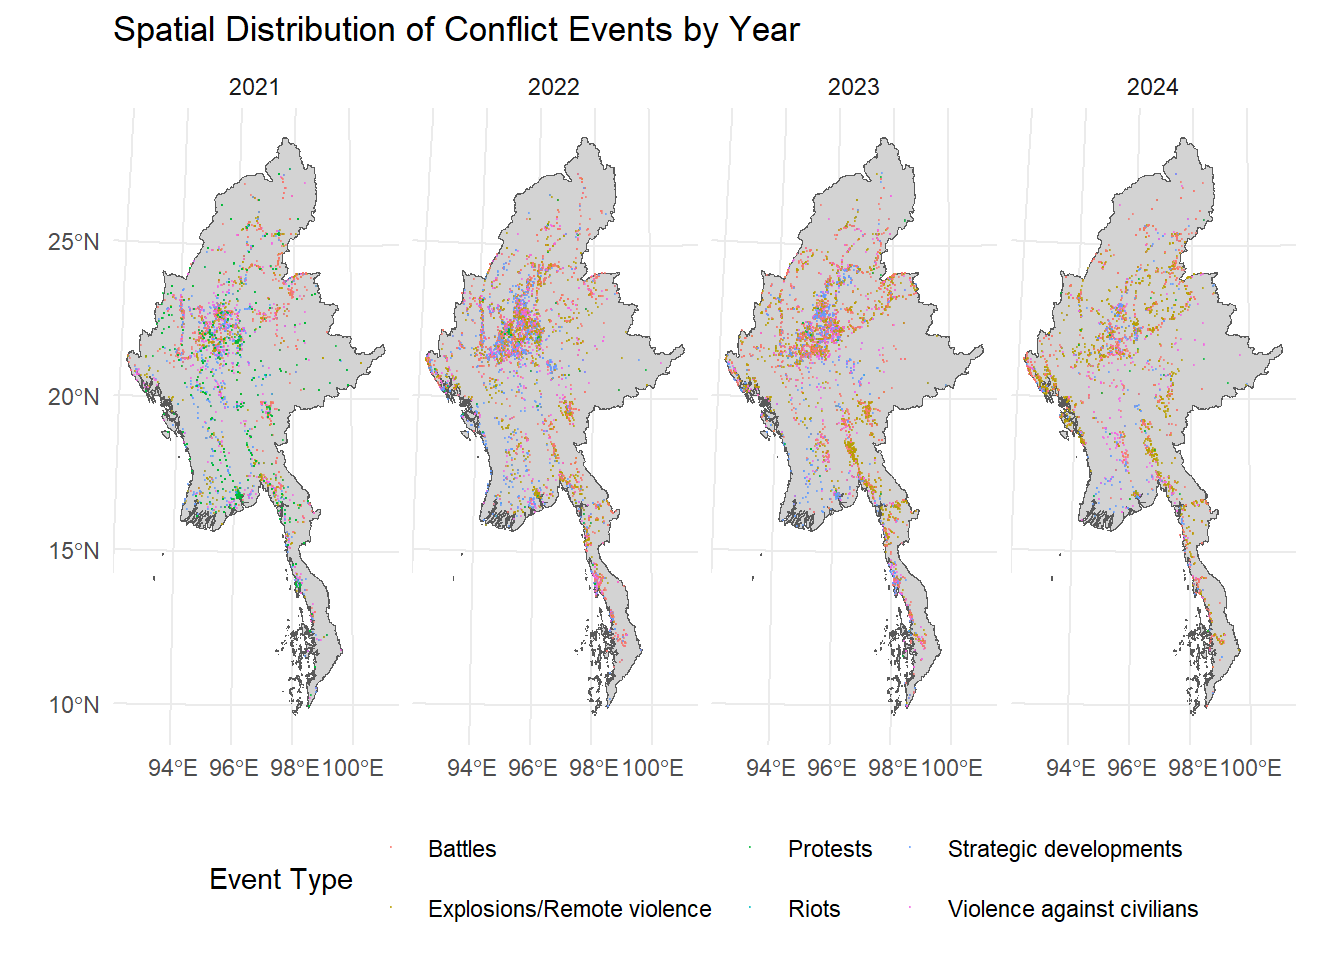 Spatial Distribution of Conflict Events by Year
2021 2022 2023 2024
25°N
20°N
15°N
10°N
94°E 96°E 98°E 100°E 94°E 96°E 98°E 100°E 94°E 96°E 98°E 100°E 94°E 96°E 98°E 100°E
Event Type
Battles Protests Strategic developments
Explosions/Remote violence Riots Violence against civilians